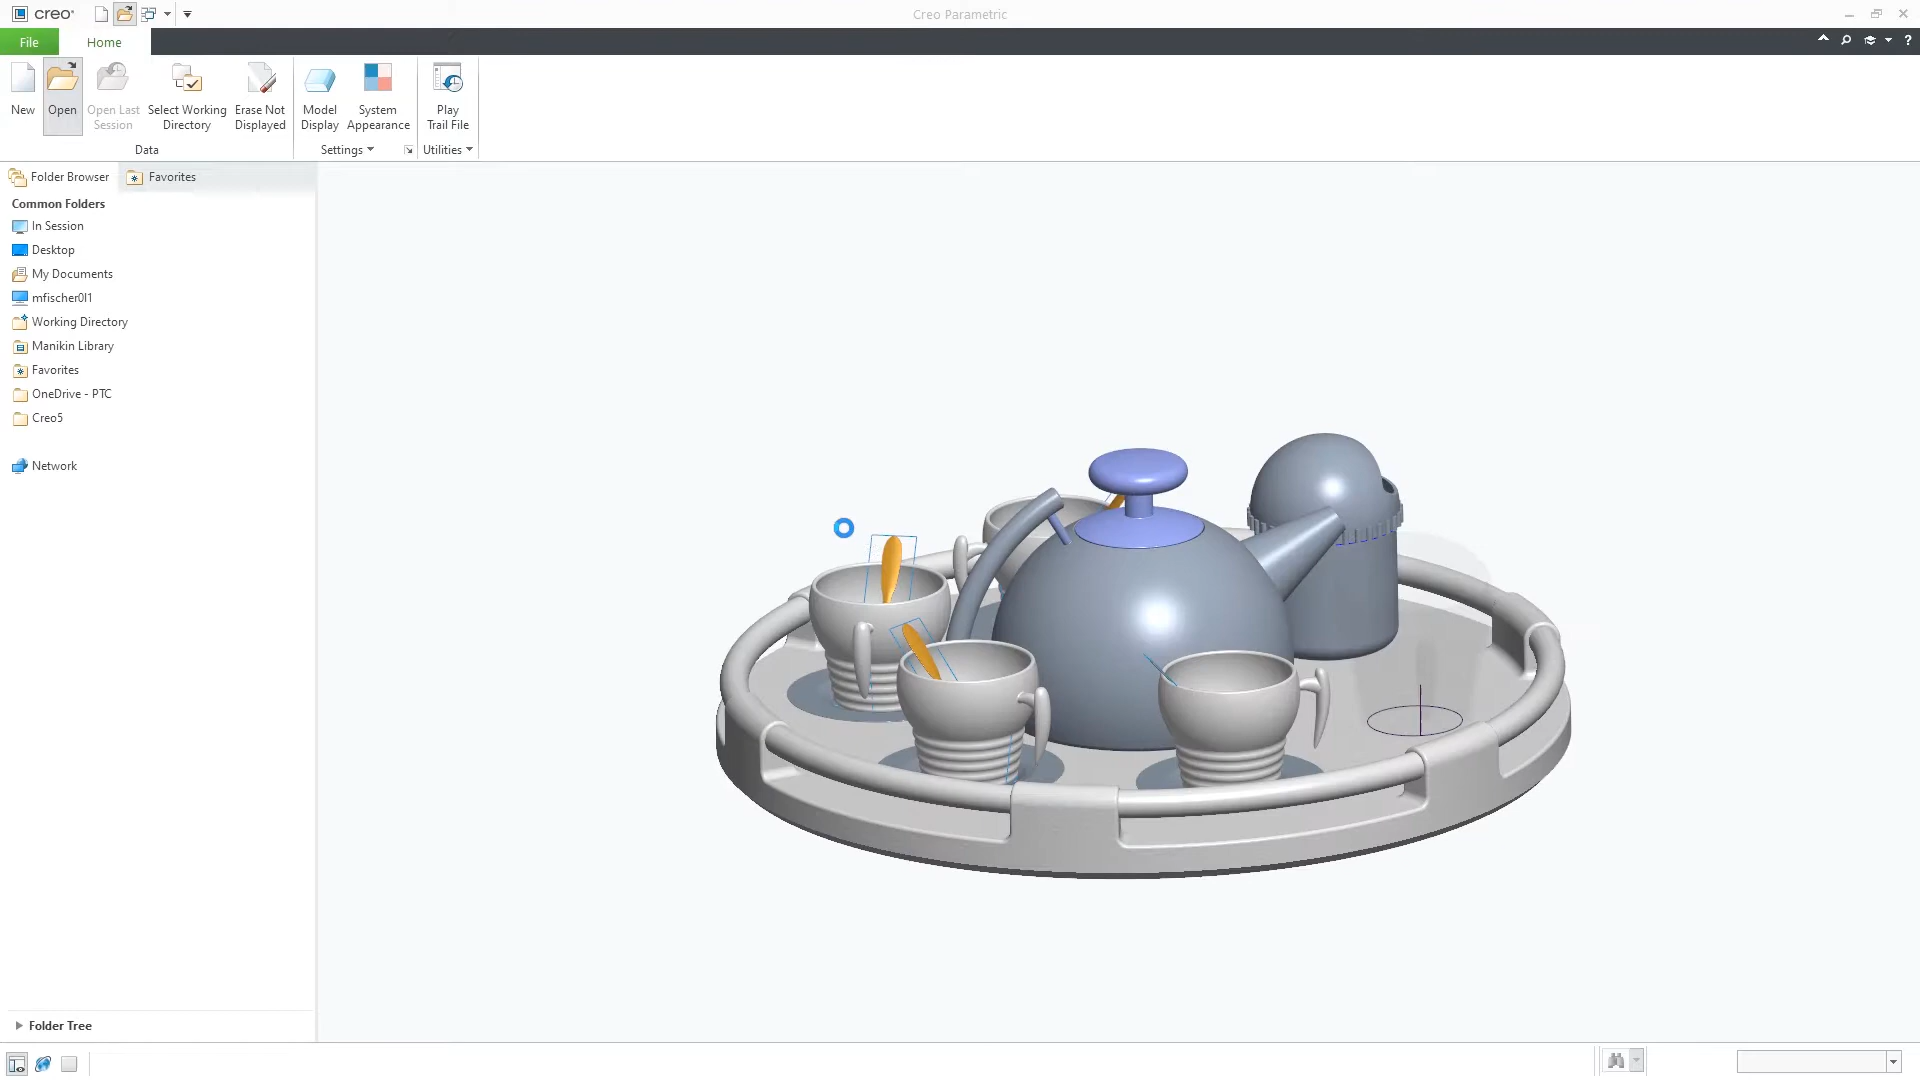 creo
Creo Parametric
File
Home
?
New
Open
Open Last
Session
Select Working
Directory
Erase Not
Displayed
Model
Display
System
Appearance
Play
Trail File
Data
Settings
Utilities
Folder Browser
Favorites
Common Folders
In Session
Desktop
My Documents
mfischer0l1
Working Directory
Manikin Library
Favorites
OneDrive - PTC
Creo5
Network
Folder Tree